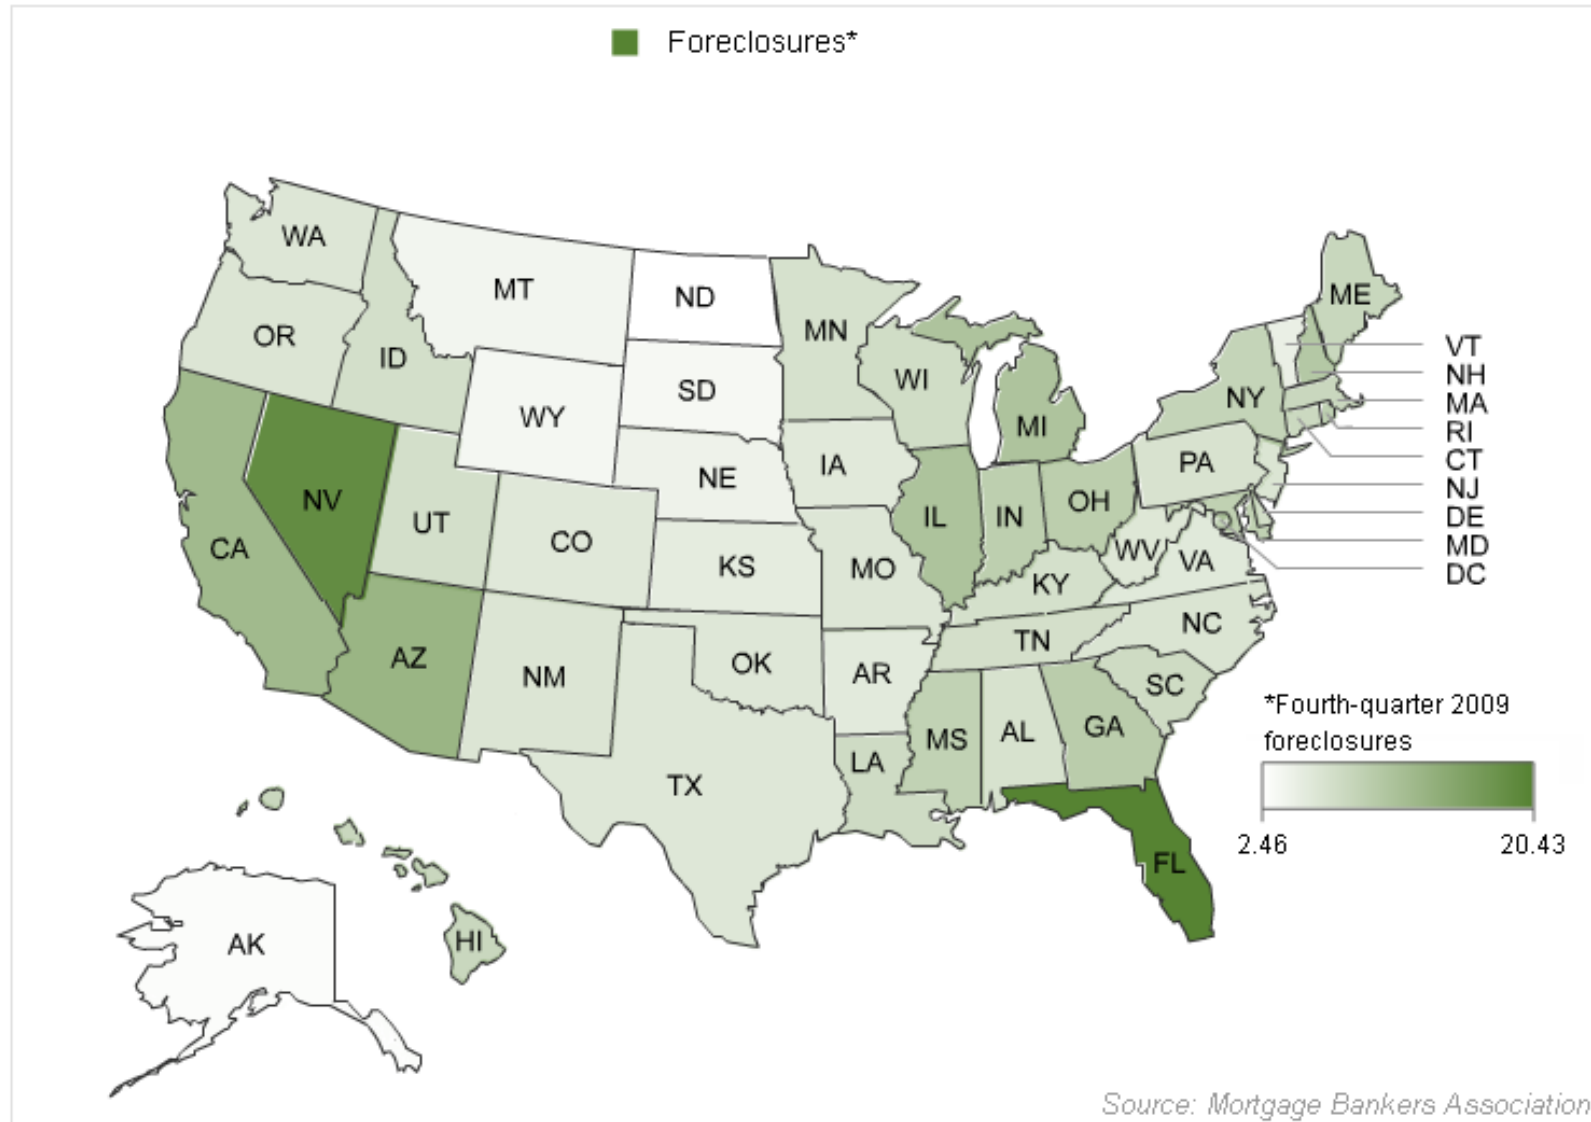 Foreclosures*
WA
MT
ND
MN
ME
OR
ID
SD
WI
VT
NH
MA
RI
CT
NJ
DE
MD
DC
NY
WY
MI
NE
IA
PA
NV
UT
CO
IL
IN
OH
CA
KS
MO
WV
VA
KY
AZ
NM
OK
AR
TN
NC
SC
TX
LA
MS
AL
GA
*Fourth-quarter 2009
foreclosures
2.46
20.43
FL
AK
HI
Source: Mortgage Bankers Association